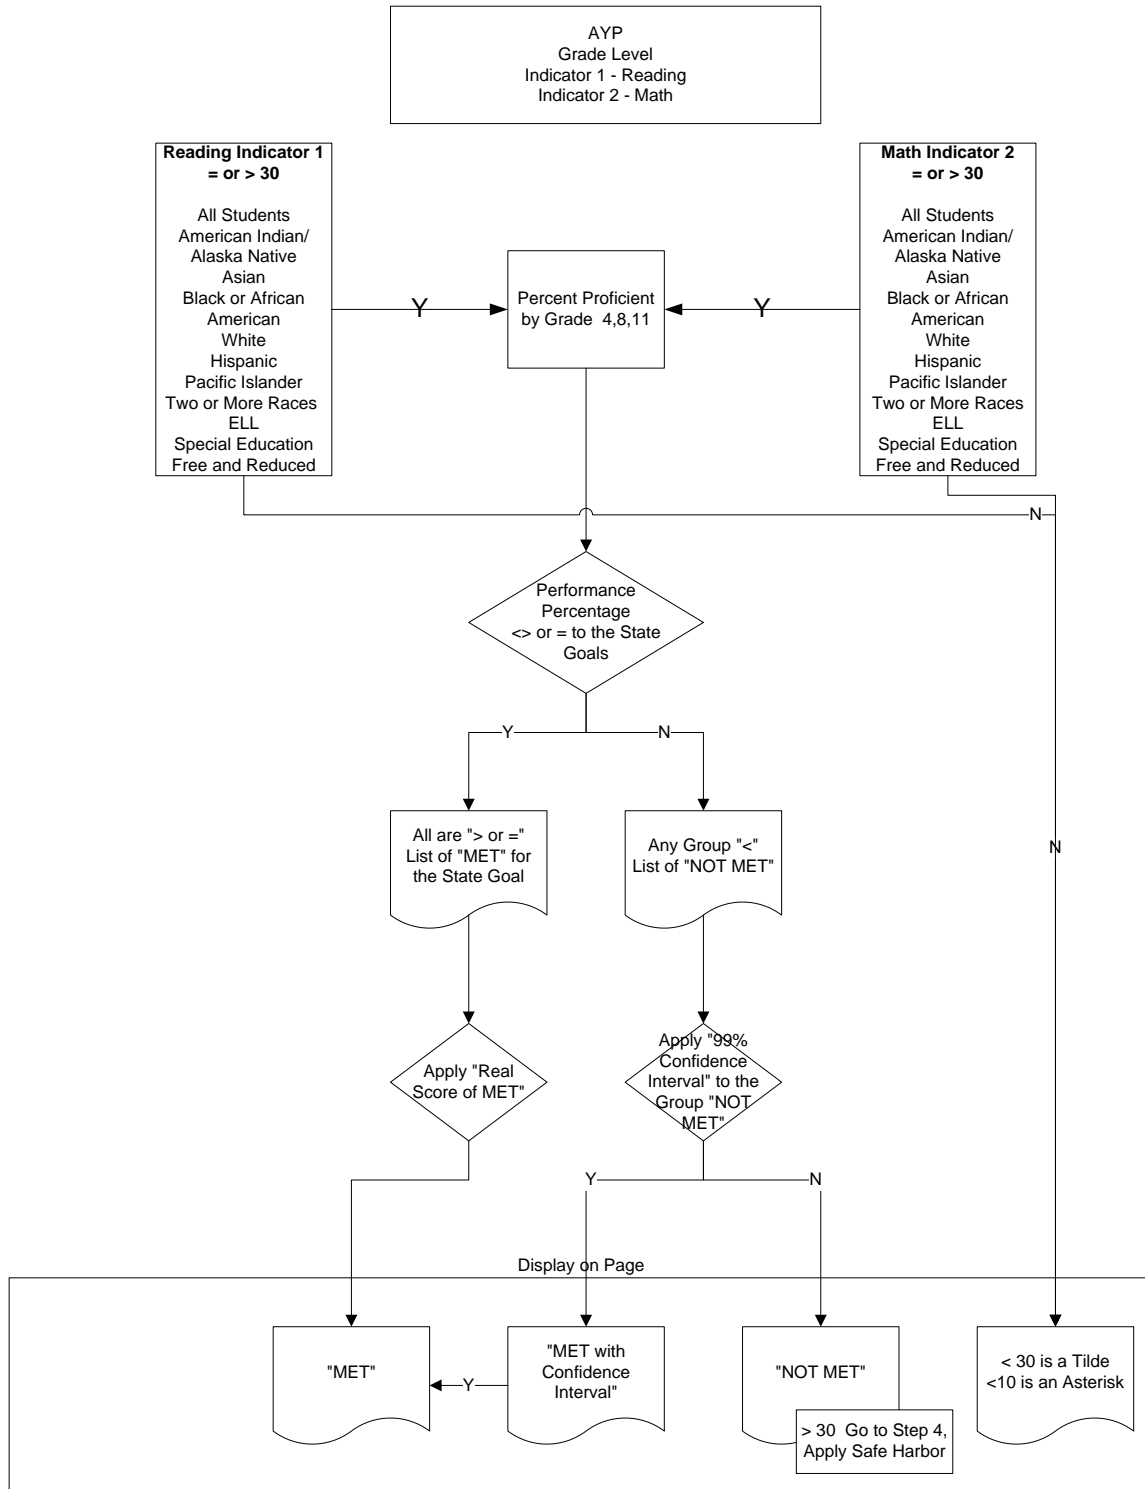 AYP
Grade Level
Indicator 1 - Reading
Indicator 2 - Math
Reading Indicator 1
= or > 30
All Students
American Indian/
Alaska Native
Asian
Black or African
American
White
Hispanic
Pacific Islander
Two or More Races
ELL
Special Education
Free and Reduced
Y
Percent Proficient
by Grade  4,8,11
Y
Math Indicator 2
= or > 30
All Students
American Indian/
Alaska Native
Asian
Black or African
American
White
Hispanic
Pacific Islander
Two or More Races
ELL
Special Education
Free and Reduced
N
Performance
Percentage
<> or = to the State
Goals
Y
N
All are "> or ="
List of "MET" for
the State Goal
Any Group "<"
List of "NOT MET"
N
Apply "Real
Score of MET"
Apply "99%
Confidence
Interval" to the
Group "NOT
MET"
Y
N
Display on Page
"MET"
Y
"MET with
Confidence
Interval"
"NOT MET"
> 30  Go to Step 4,
Apply Safe Harbor
< 30 is a Tilde
<10 is an Asterisk